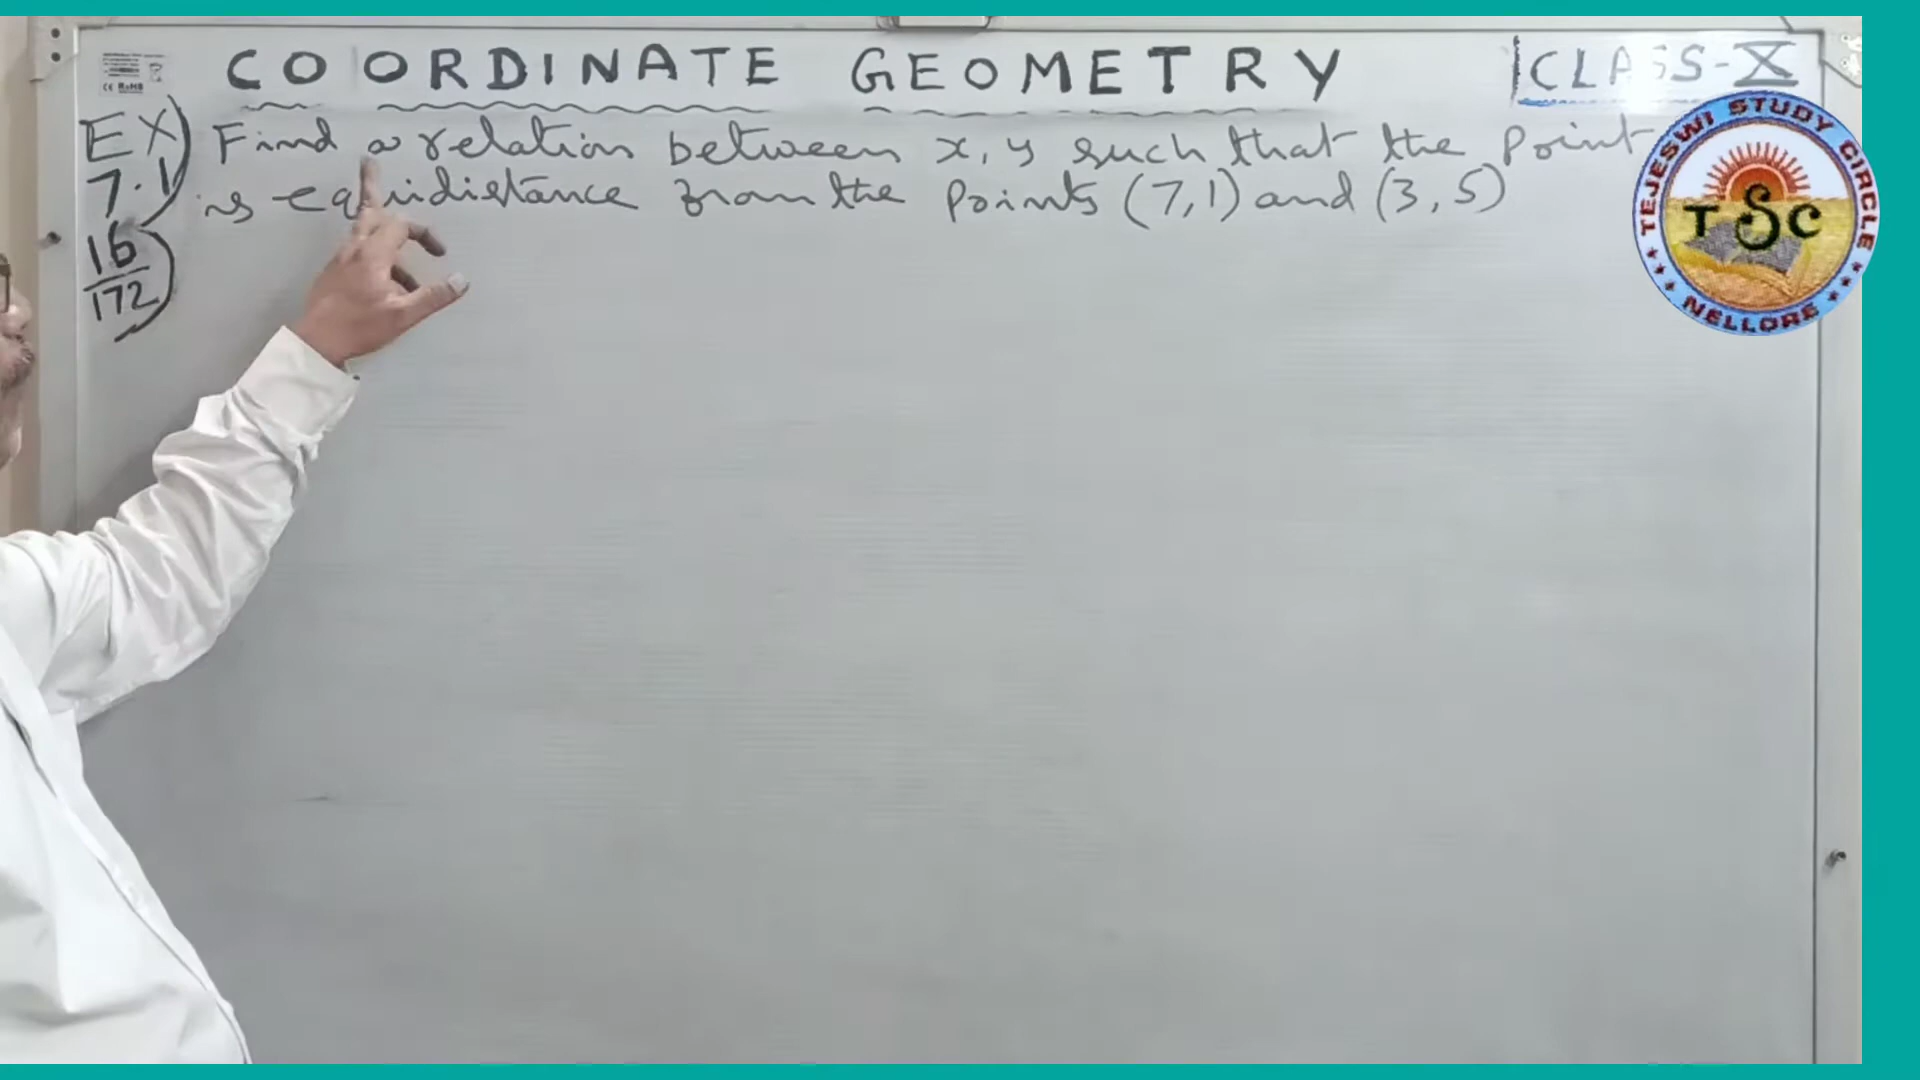 COORDINATE GEOMETRY
CLASS-X
EX 7.1
16/172
Find a relation between x, y such that the point
is equidistance from the points (7,1) and (3,5)
TEJESWI STUDY CIRCLE
TSC
NELLORE